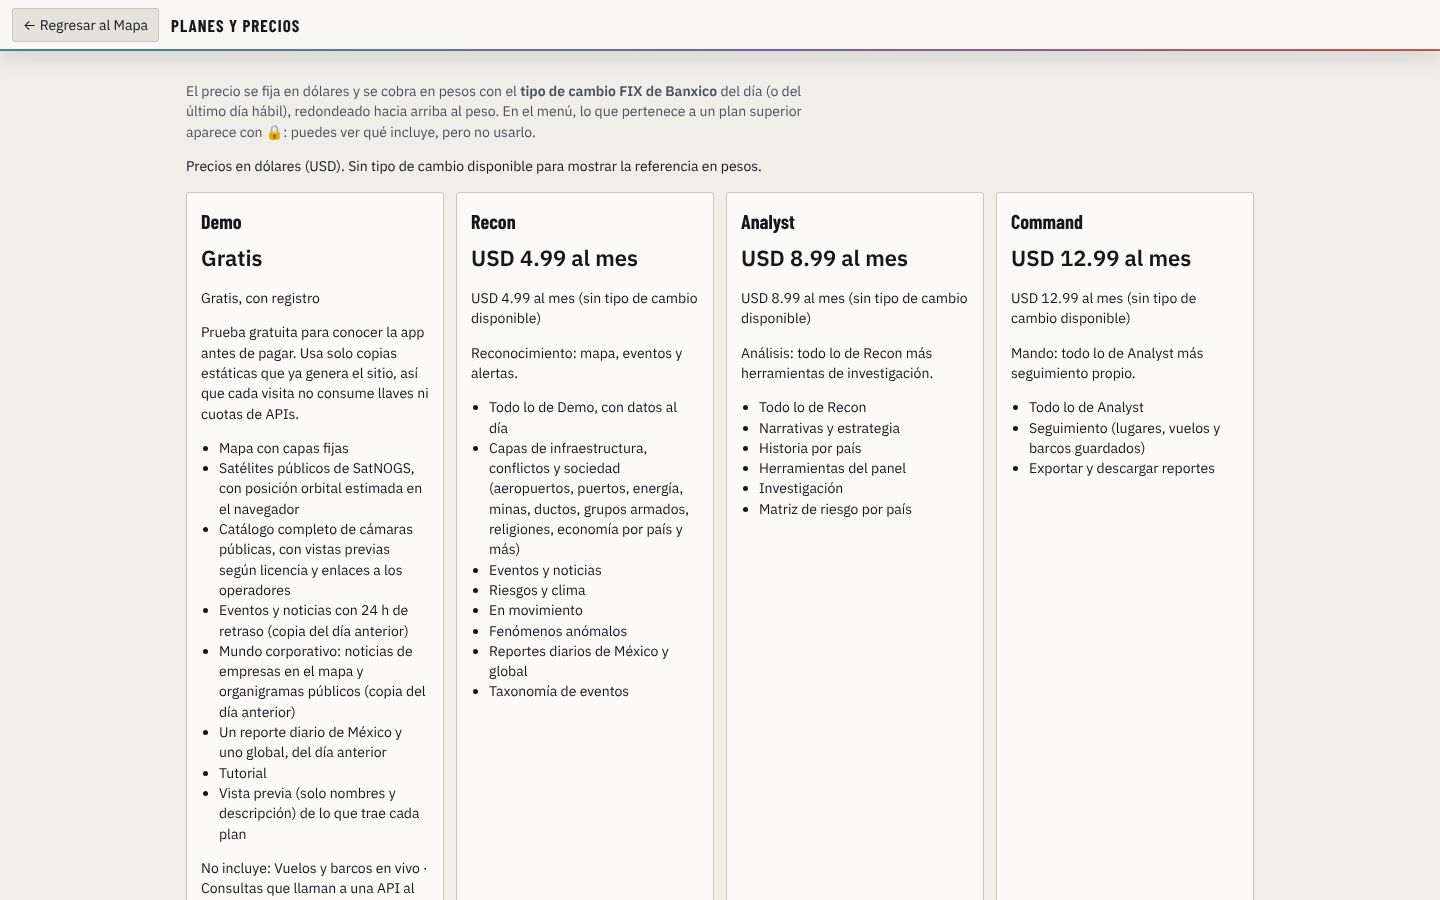 ← Regresar al Mapa
PLANES Y PRECIOS
El precio se fija en dólares y se cobra en pesos con el tipo de cambio FIX de Banxico del día (o del
último día hábil), redondeado hacia arriba al peso. En el menú, lo que pertenece a un plan superior
aparece con 🔒: puedes ver qué incluye, pero no usarlo.
Precios en dólares (USD). Sin tipo de cambio disponible para mostrar la referencia en pesos.
Demo
Gratis
Gratis, con registro
Prueba gratuita para conocer la app
antes de pagar. Usa solo copias
estáticas que ya genera el sitio, así
que cada visita no consume llaves ni
cuotas de APIs.
• Mapa con capas fijas
• Satélites públicos de SatNOGS,
con posición orbital estimada en
el navegador
• Catálogo completo de cámaras
públicas, con vistas previas
según licencia y enlaces a los
operadores
• Eventos y noticias con 24 h de
retraso (copia del día anterior)
• Mundo corporativo: noticias de
empresas en el mapa y
organigramas públicos (copia del
día anterior)
• Un reporte diario de México y
uno global, del día anterior
• Tutorial
• Vista previa (solo nombres y
descripción) de lo que trae cada
plan
No incluye: Vuelos y barcos en vivo ·
Consultas que llaman a una API al
Recon
USD 4.99 al mes
USD 4.99 al mes (sin tipo de cambio
disponible)
Reconocimiento: mapa, eventos y
alertas.
• Todo lo de Demo, con datos al
día
• Capas de infraestructura,
conflictos y sociedad
(aeropuertos, puertos, energía,
minas, ductos, grupos armados,
religiones, economía por país y
más)
• Eventos y noticias
• Riesgos y clima
• En movimiento
• Fenómenos anómalos
• Reportes diarios de México y
global
• Taxonomía de eventos
Analyst
USD 8.99 al mes
USD 8.99 al mes (sin tipo de cambio
disponible)
Análisis: todo lo de Recon más
herramientas de investigación.
• Todo lo de Recon
• Narrativas y estrategia
• Historia por país
• Herramientas del panel
• Investigación
• Matriz de riesgo por país
Command
USD 12.99 al mes
USD 12.99 al mes (sin tipo de
cambio disponible)
Mando: todo lo de Analyst más
seguimiento propio.
• Todo lo de Analyst
• Seguimiento (lugares, vuelos y
barcos guardados)
• Exportar y descargar reportes